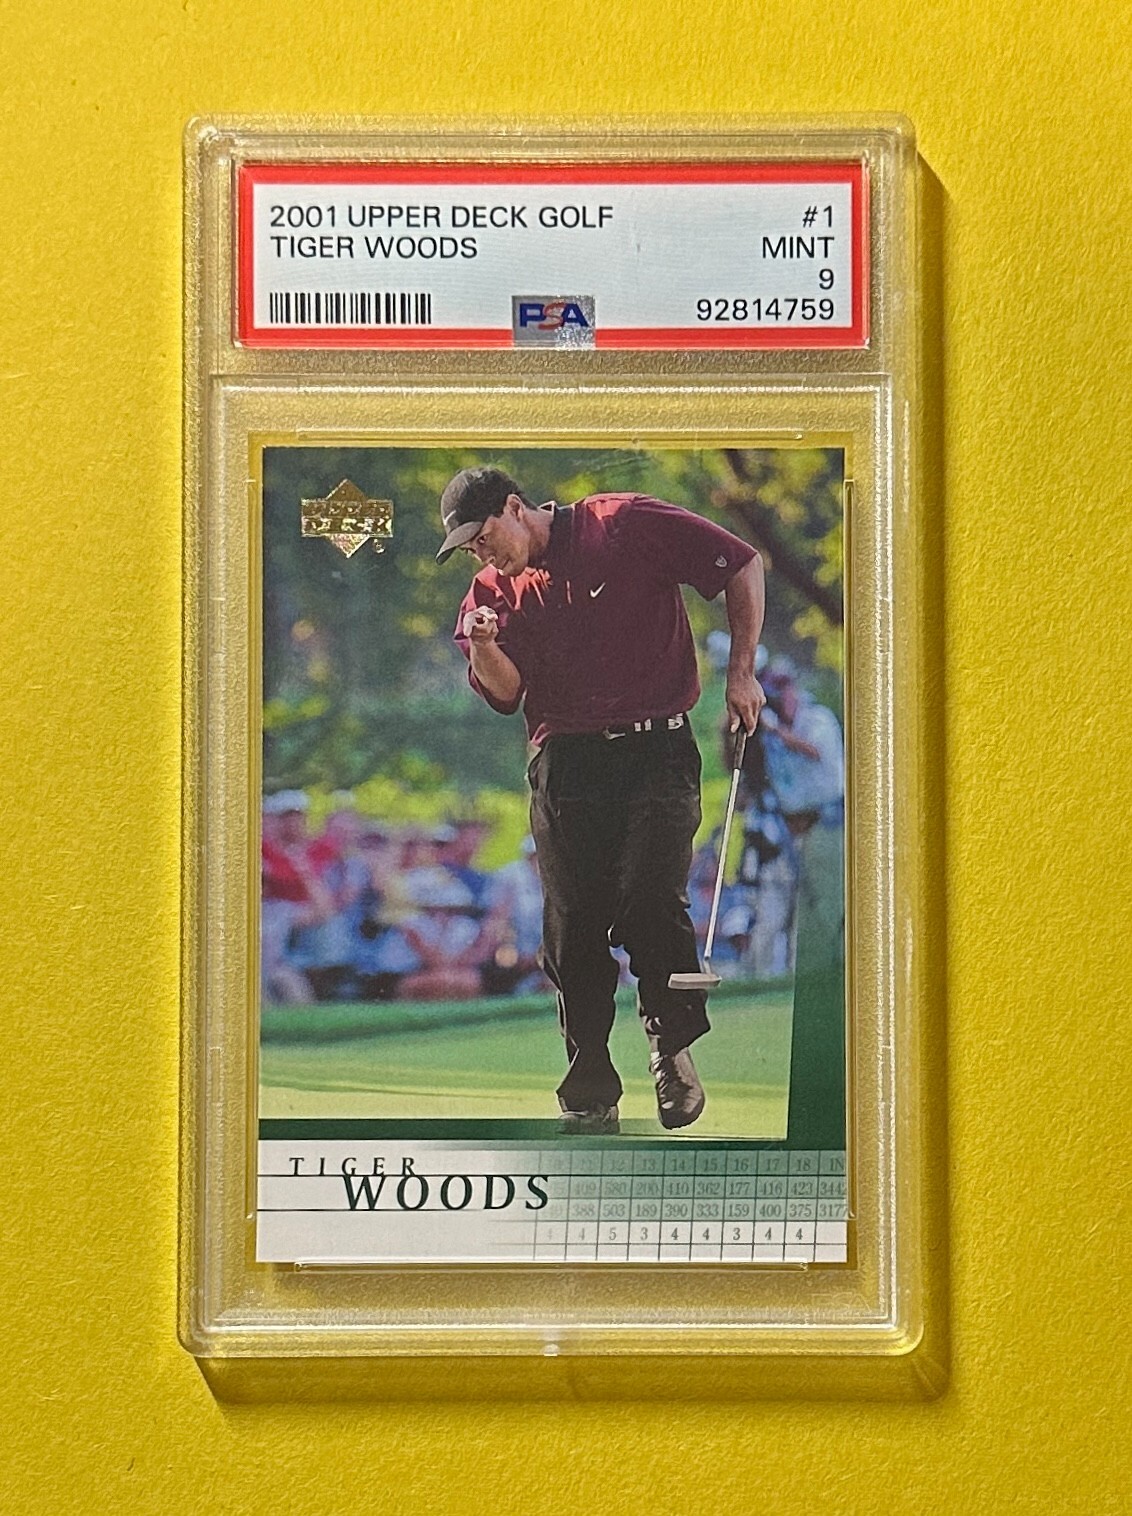 2001 UPPER DECK GOLF #1
TIGER WOODS MINT
9
PSA 92814759
UPPER
DECK
TIGER
WOODS
12 13 14 15 16 17 18 IN
409 580 200 410 362 177 416 423 344
388 503 189 390 333 159 400 375 3177
4 4 5 3 4 4 3 4 4